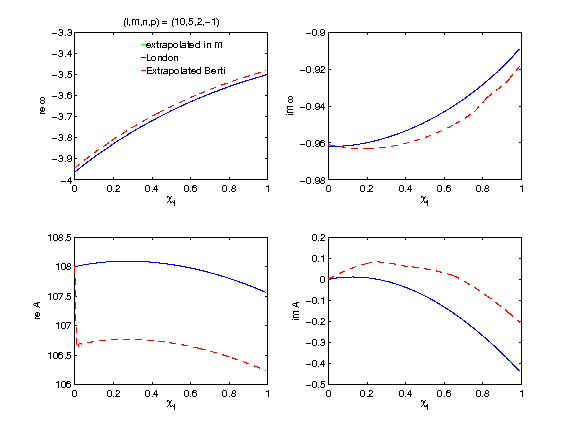 (l,m,n,p) = (10,5,2,−1)
−3.3
−3.4
−3.5
−3.6
−3.7
−3.8
−3.9
−4
re ω
0 0.2 0.4 0.6 0.8 1
χf
extrapolated in m
London
Extrapolated Berti
−0.9
−0.92
−0.94
−0.96
−0.98
im ω
0 0.2 0.4 0.6 0.8 1
χf
108.5
108
107.5
107
106.5
106
re A
0 0.2 0.4 0.6 0.8 1
χf
0.2
0.1
0
−0.1
−0.2
−0.3
−0.4
−0.5
im A
0 0.2 0.4 0.6 0.8 1
χf